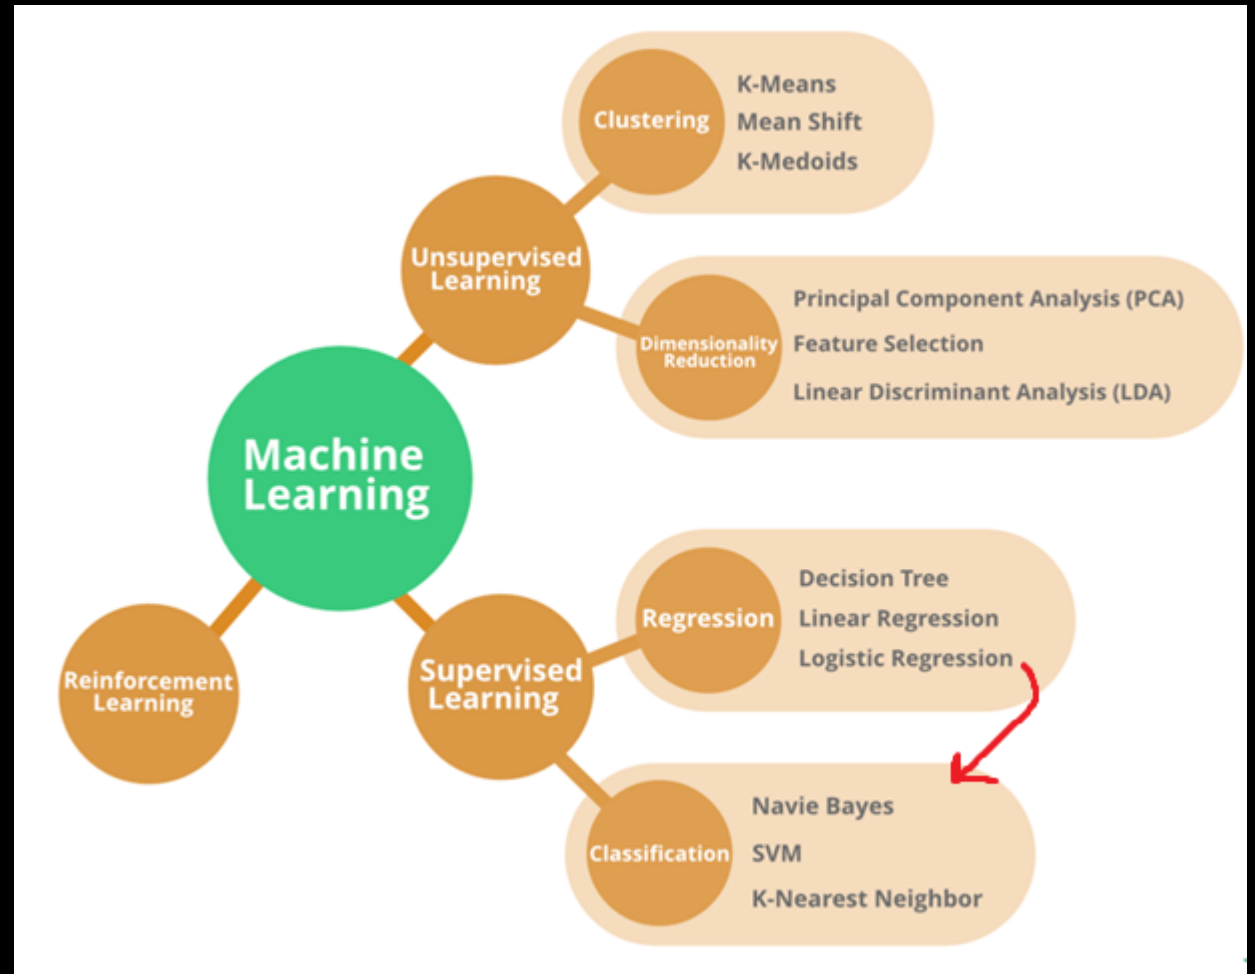 Clustering
K-Means
Mean Shift
K-Medoids
Unsupervised
Learning
Dimensionality
Reduction
Principal Component Analysis (PCA)
Feature Selection
Linear Discriminant Analysis (LDA)
Machine
Learning
Reinforcement
Learning
Supervised
Learning
Regression
Decision Tree
Linear Regression
Logistic Regression
Classification
Navie Bayes
SVM
K-Nearest Neighbor